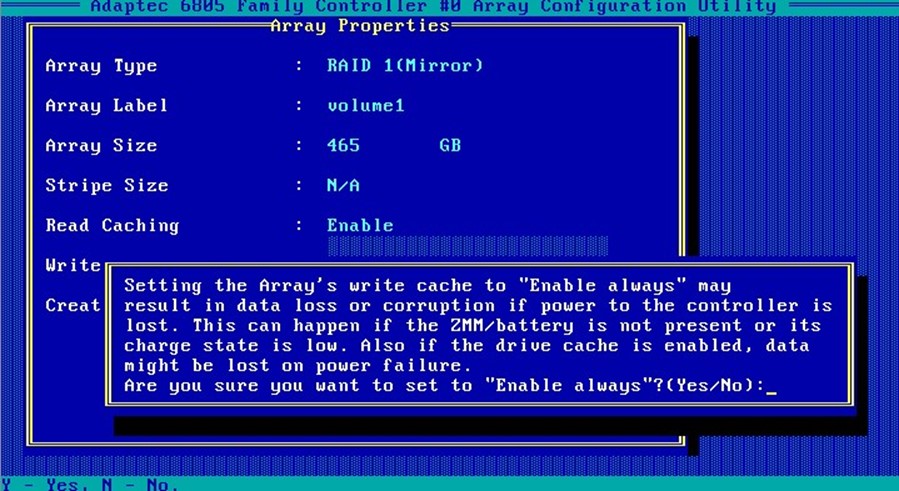 Adaptec 6805 Family Controller #0 Array Configuration Utility
Array Properties
Array Type : RAID 1(Mirror)
Array Label : volume1
Array Size : 465 GB
Stripe Size : N/A
Read Caching : Enable
Write
Creat
Setting the Array's write cache to "Enable always" may
result in data loss or corruption if power to the controller is
lost. This can happen if the ZMM/battery is not present or its
charge state is low. Also if the drive cache is enabled, data
might be lost on power failure.
Are you sure you want to set to "Enable always"?(Yes/No):_
Y - Yes. N - No.